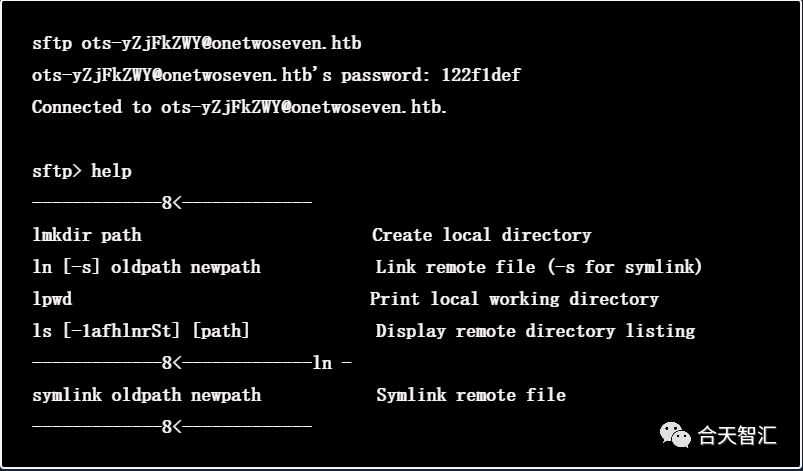 sftp ots-yZjFkZWY@onetwoseven.htb
ots-yZjFkZWY@onetwoseven.htb's password: 122f1def
Connected to ots-yZjFkZWY@onetwoseven.htb.
sftp> help
-------------8<-------------
lmkdir path Create local directory
ln [-s] oldpath newpath Link remote file (-s for symlink)
lpwd Print local working directory
ls [-1afhlnrSt] [path] Display remote directory listing
-------------8<-------------ln -
symlink oldpath newpath Symlink remote file
-------------8<-------------
合天智汇